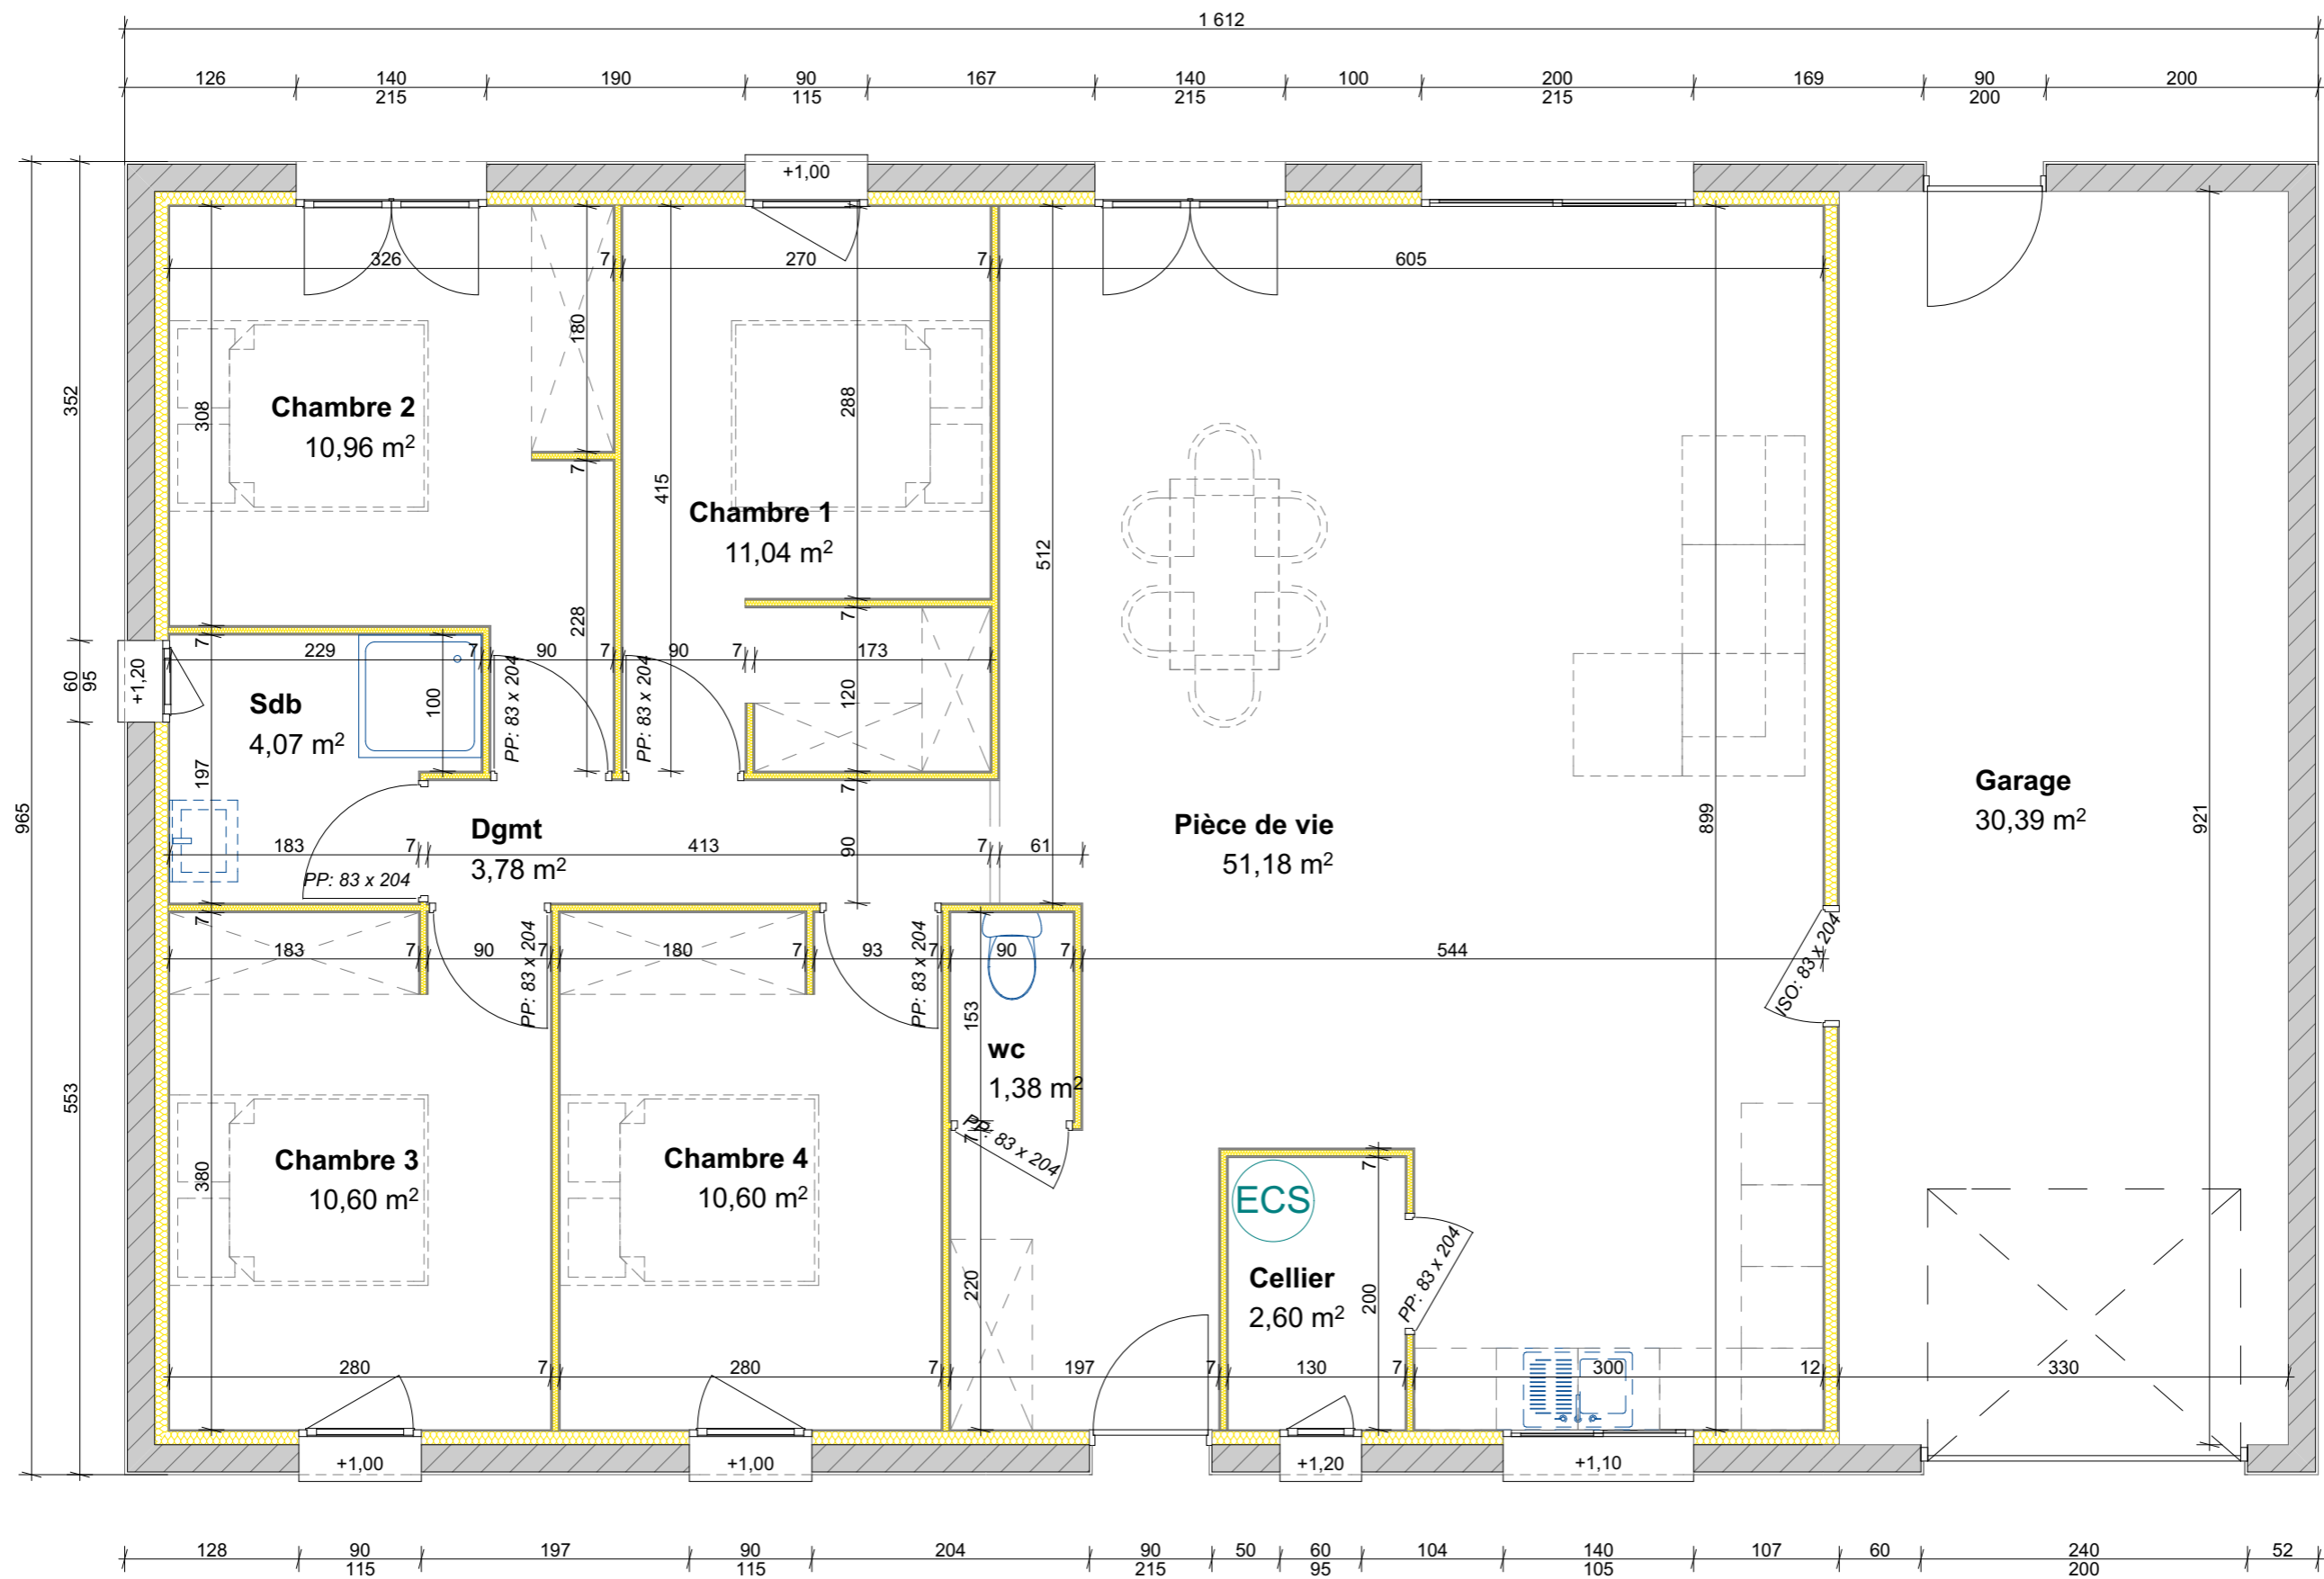 1 612
126 140 190 90 167 140 100 200 169 90 200
215 115 215 215 200
+1,00
326 7 270 7 605
180
308
288
352
Chambre 2
10,96 m²
7
415
Chambre 1
11,04 m²
512
228
7
7
229 7 90 7 90 7 173
60
95
+1,20
PP: 83 x 204
PP: 83 x 204
100
120
Sdb
4,07 m²
197
7
965
899
921
Garage
30,39 m²
Pièce de vie
51,18 m²
Dgmt
3,78 m²
183 7 413 90 7 61
PP: 83 x 204
7
183 7 90 7 180 7 93 7 90 7 544
PP: 83 x 204
PP: 83 x 204
ISO: 83 x 204
153
wc
1,38 m²
553
PP: 83 x 204
7
380
Chambre 3
10,60 m²
Chambre 4
10,60 m²
7
ECS
220
Cellier
2,60 m²
200
PP: 83 x 204
280 7 280 7 197 7 130 7 300 12 330
+1,00
+1,00
+1,20
+1,10
128 90 197 90 204 90 50 60 104 140 107 60 240 52
115 115 215 95 105 200